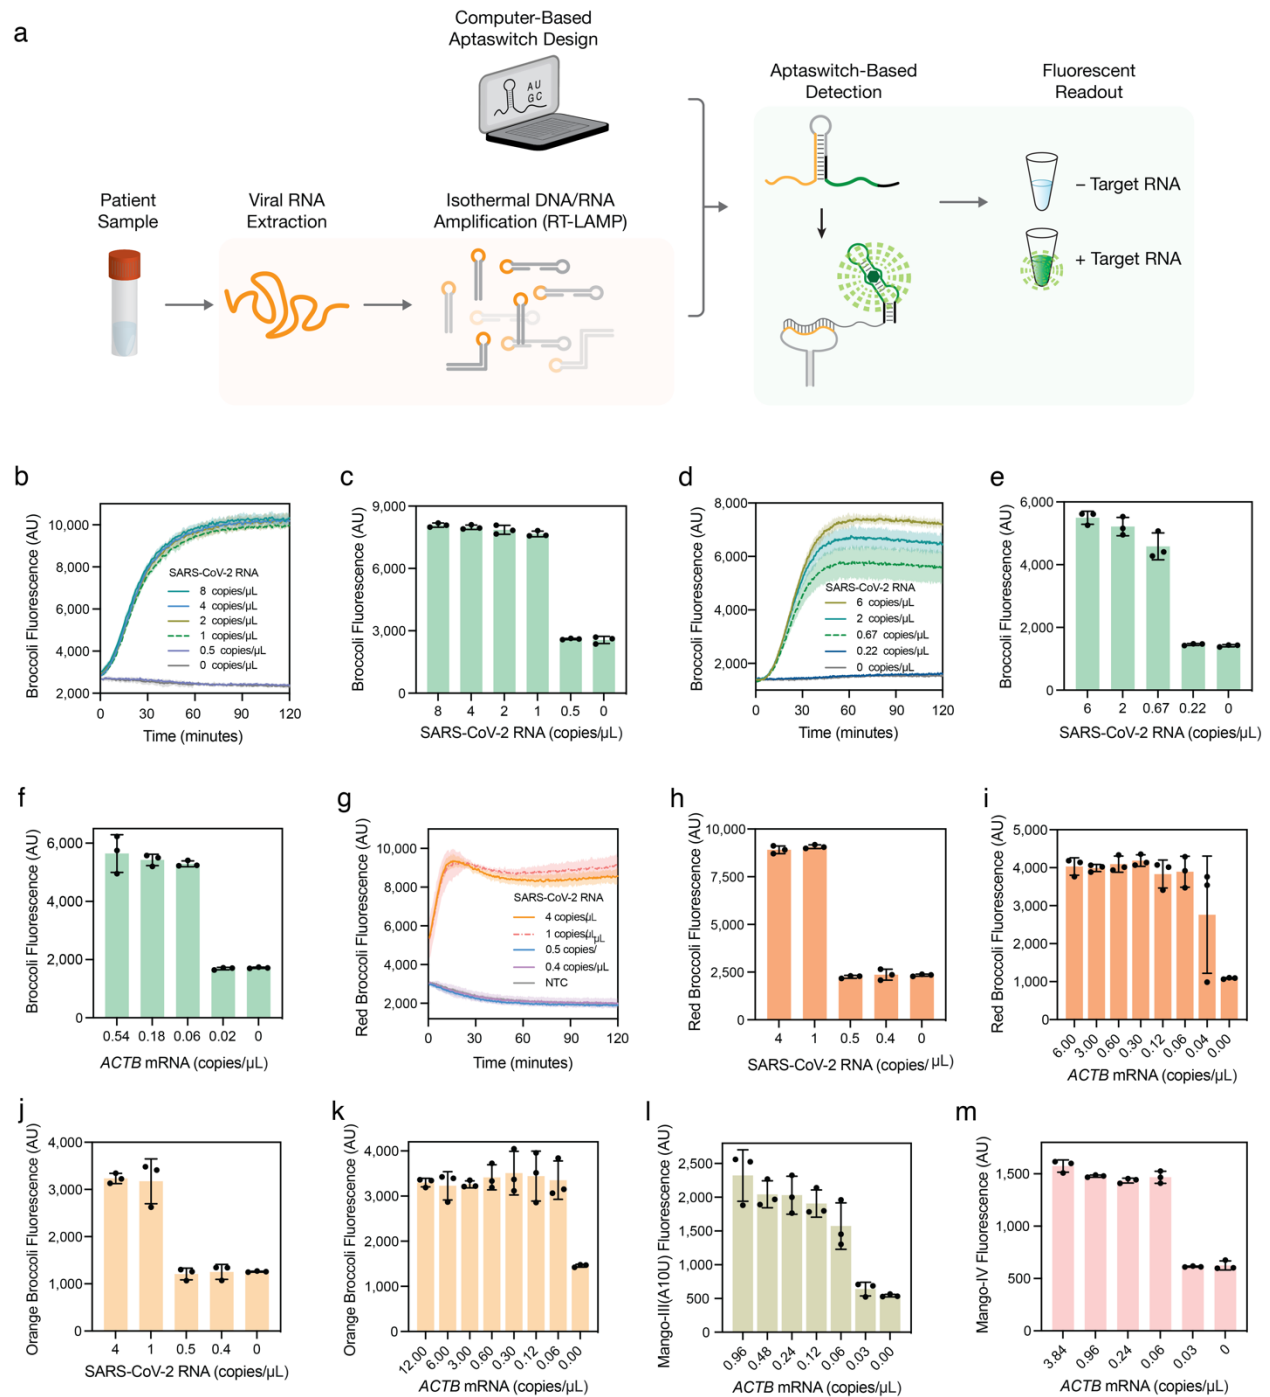 a
Computer-Based
Aptaswitch Design
AU
GC
Aptaswitch-Based
Detection
Fluorescent
Readout
Patient
Sample
Viral RNA
Extraction
Isothermal DNA/RNA
Amplification (RT-LAMP)
– Target RNA
+ Target RNA
b
Broccoli Fluorescence (AU)
10,000
8,000
6,000
4,000
2,000
SARS-CoV-2 RNA
8 copies/µL
4 copies/µL
2 copies/µL
1 copies/µL
0.5 copies/µL
0 copies/µL
0 30 60 90 120
Time (minutes)
c
Broccoli Fluorescence (AU)
9,000
6,000
3,000
0
8 4 2 1 0.5 0
SARS-CoV-2 RNA (copies/µL)
d
Broccoli Fluorescence (AU)
8,000
6,000
4,000
2,000
SARS-CoV-2 RNA
6 copies/µL
2 copies/µL
0.67 copies/µL
0.22 copies/µL
0 copies/µL
0 30 60 90 120
Time (minutes)
e
Broccoli Fluorescence (AU)
6,000
4,000
2,000
0
6 2 0.67 0.22 0
SARS-CoV-2 RNA (copies/µL)
f
Broccoli Fluorescence (AU)
6,000
4,000
2,000
0
0.54 0.18 0.06 0.02 0
ACTB mRNA (copies/µL)
g
Red Broccoli Fluorescence (AU)
10,000
8,000
6,000
4,000
2,000
SARS-CoV-2 RNA
4 copies/µL
1 copies/µL
0.5 copies/ µL
0.4 copies/µL
NTC
0 30 60 90 120
Time (minutes)
h
Red Broccoli Fluorescence (AU)
10,000
7,500
5,000
2,500
0
4 1 0.5 0.4 0
SARS-CoV-2 RNA (copies/ µL)
i
Red Broccoli Fluorescence (AU)
5,000
4,000
3,000
2,000
1,000
0
6.00 3.00 0.60 0.30 0.12 0.06 0.04 0.00
ACTB mRNA (copies/µL)
j
Orange Broccoli Fluorescence (AU)
4,000
3,000
2,000
1,000
0
4 1 0.5 0.4 0
SARS-CoV-2 RNA (copies/µL)
k
Orange Broccoli Fluorescence (AU)
4,000
3,000
2,000
1,000
0
12.00 6.00 3.00 0.60 0.30 0.12 0.06 0.00
ACTB mRNA (copies/µL)
l
Mango-III(A10U) Fluorescence (AU)
2,500
2,000
1,500
1,000
500
0
0.96 0.48 0.24 0.12 0.06 0.03 0.00
ACTB mRNA (copies/µL)
m
Mango-IV Fluorescence (AU)
1,500
1,000
500
0
3.84 0.96 0.24 0.06 0.03 0
ACTB mRNA (copies/µL)